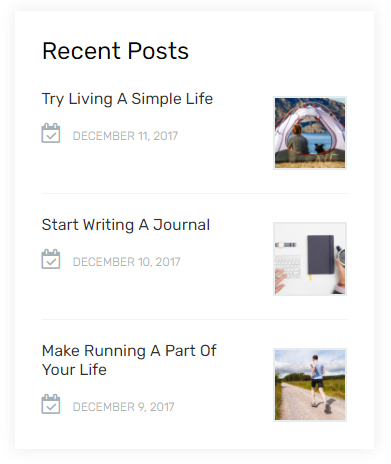 Recent Posts
Try Living A Simple Life
DECEMBER 11, 2017
Start Writing A Journal
DECEMBER 10, 2017
Make Running A Part Of
Your Life
DECEMBER 9, 2017